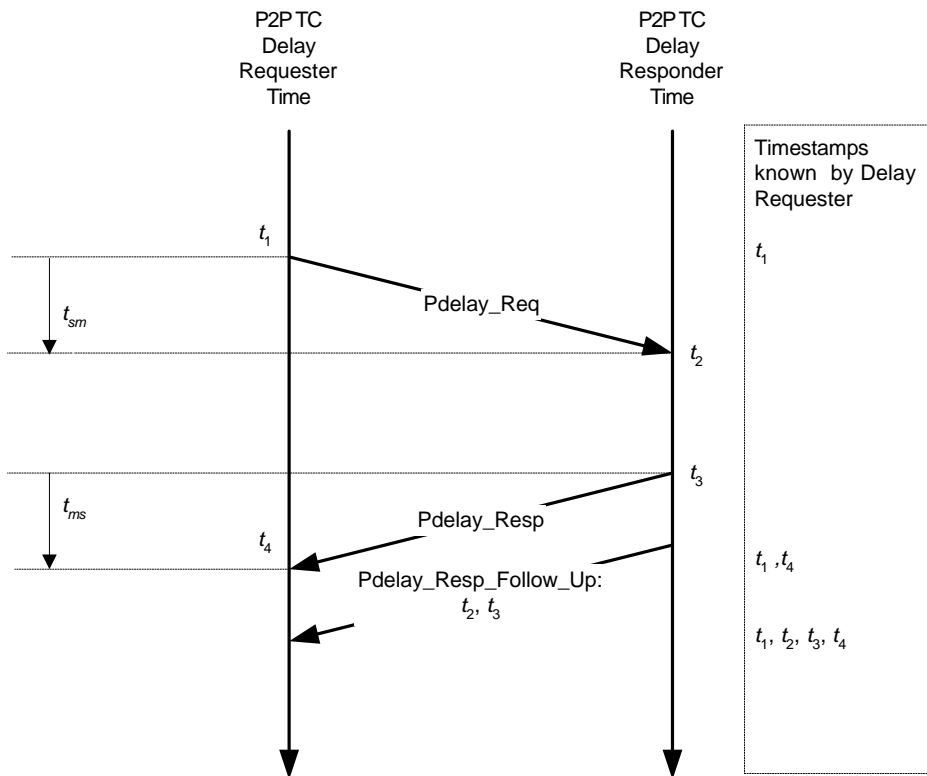 P2P TC
Delay
Requester
Time
P2P TC
Delay
Responder
Time
Timestamps
known by Delay
Requester
t1
t1
Pdelay_Req
tsm
t2
t3
tms
Pdelay_Resp
t4
t1 ,t4
Pdelay_Resp_Follow_Up:
t2, t3
t1, t2, t3, t4